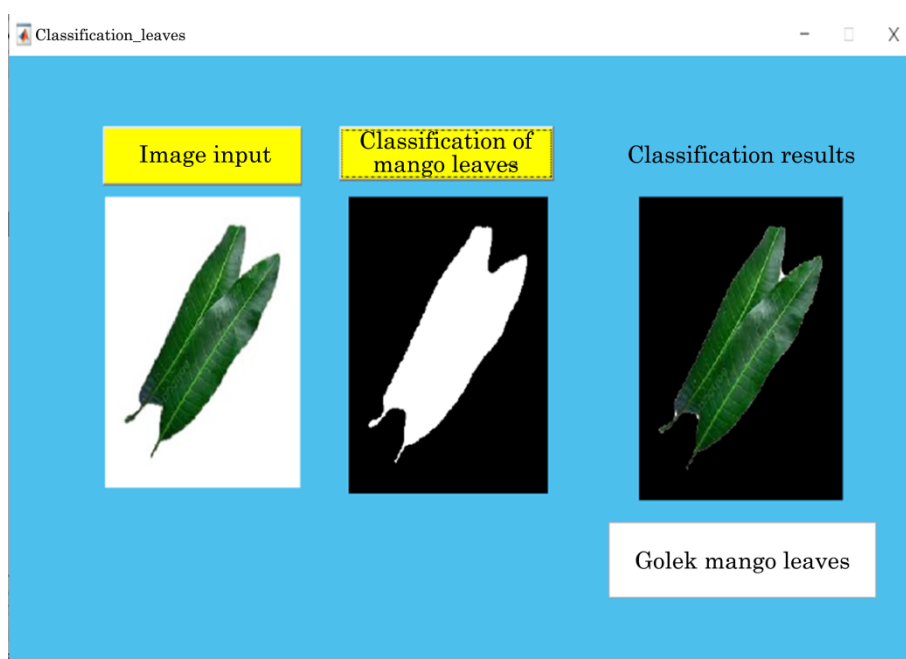 Classification_leaves
Image input
Classification of
mango leaves
Classification results
Golek mango leaves